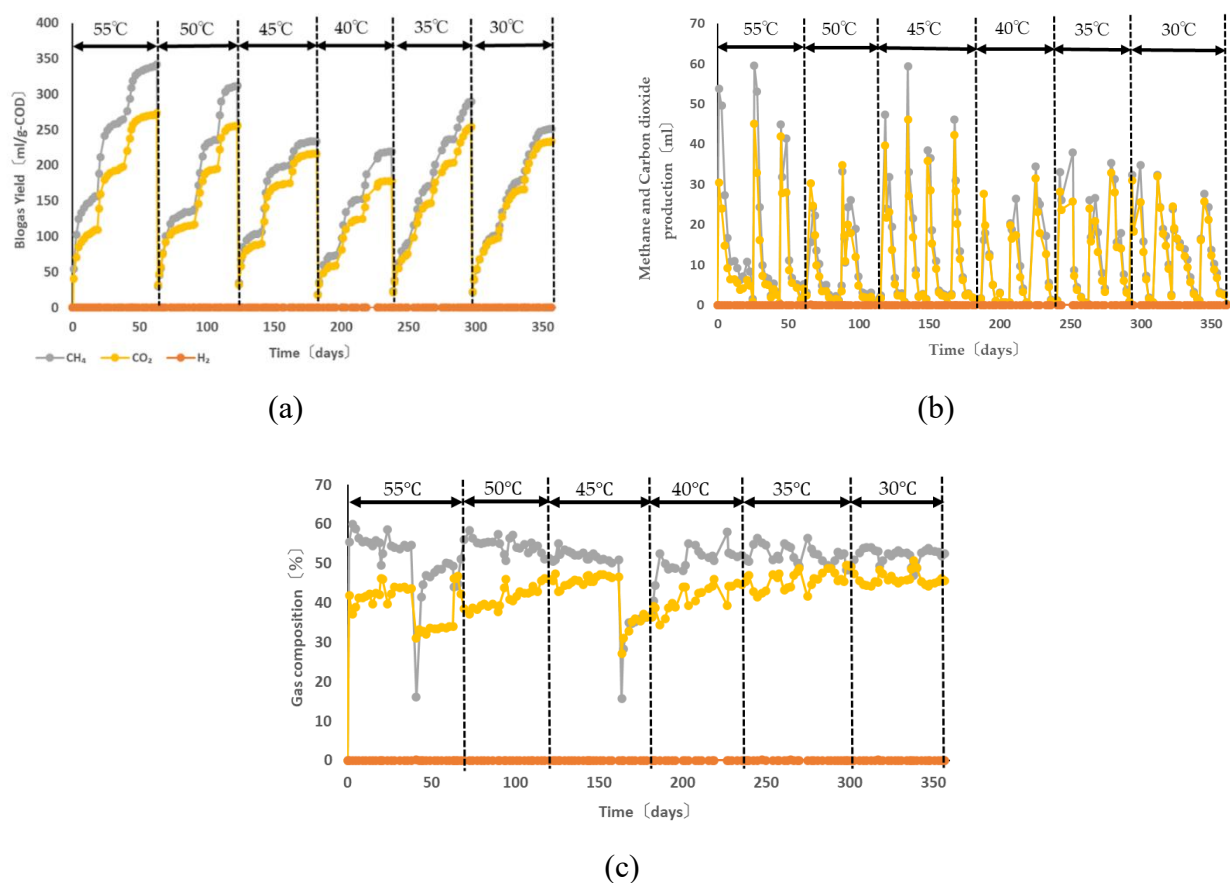 55℃ 50℃ 45℃ 40℃ 35℃ 30℃
400
350
300
250
200
150
100
50
0
Biogas Yield〔ml/g-COD〕
0 50 100 150 200 250 300 350
Time〔days〕
CH₄ CO₂ H₂
(a)
55℃ 50℃ 45℃ 40℃ 35℃ 30℃
70
60
50
40
30
20
10
0
Methane and Carbon dioxide
production〔ml〕
0 50 100 150 200 250 300 350
Time〔days〕
(b)
55℃ 50℃ 45℃ 40℃ 35℃ 30℃
70
60
50
40
30
20
10
0
Gas composition〔%〕
0 50 100 150 200 250 300 350
Time〔days〕
(c)